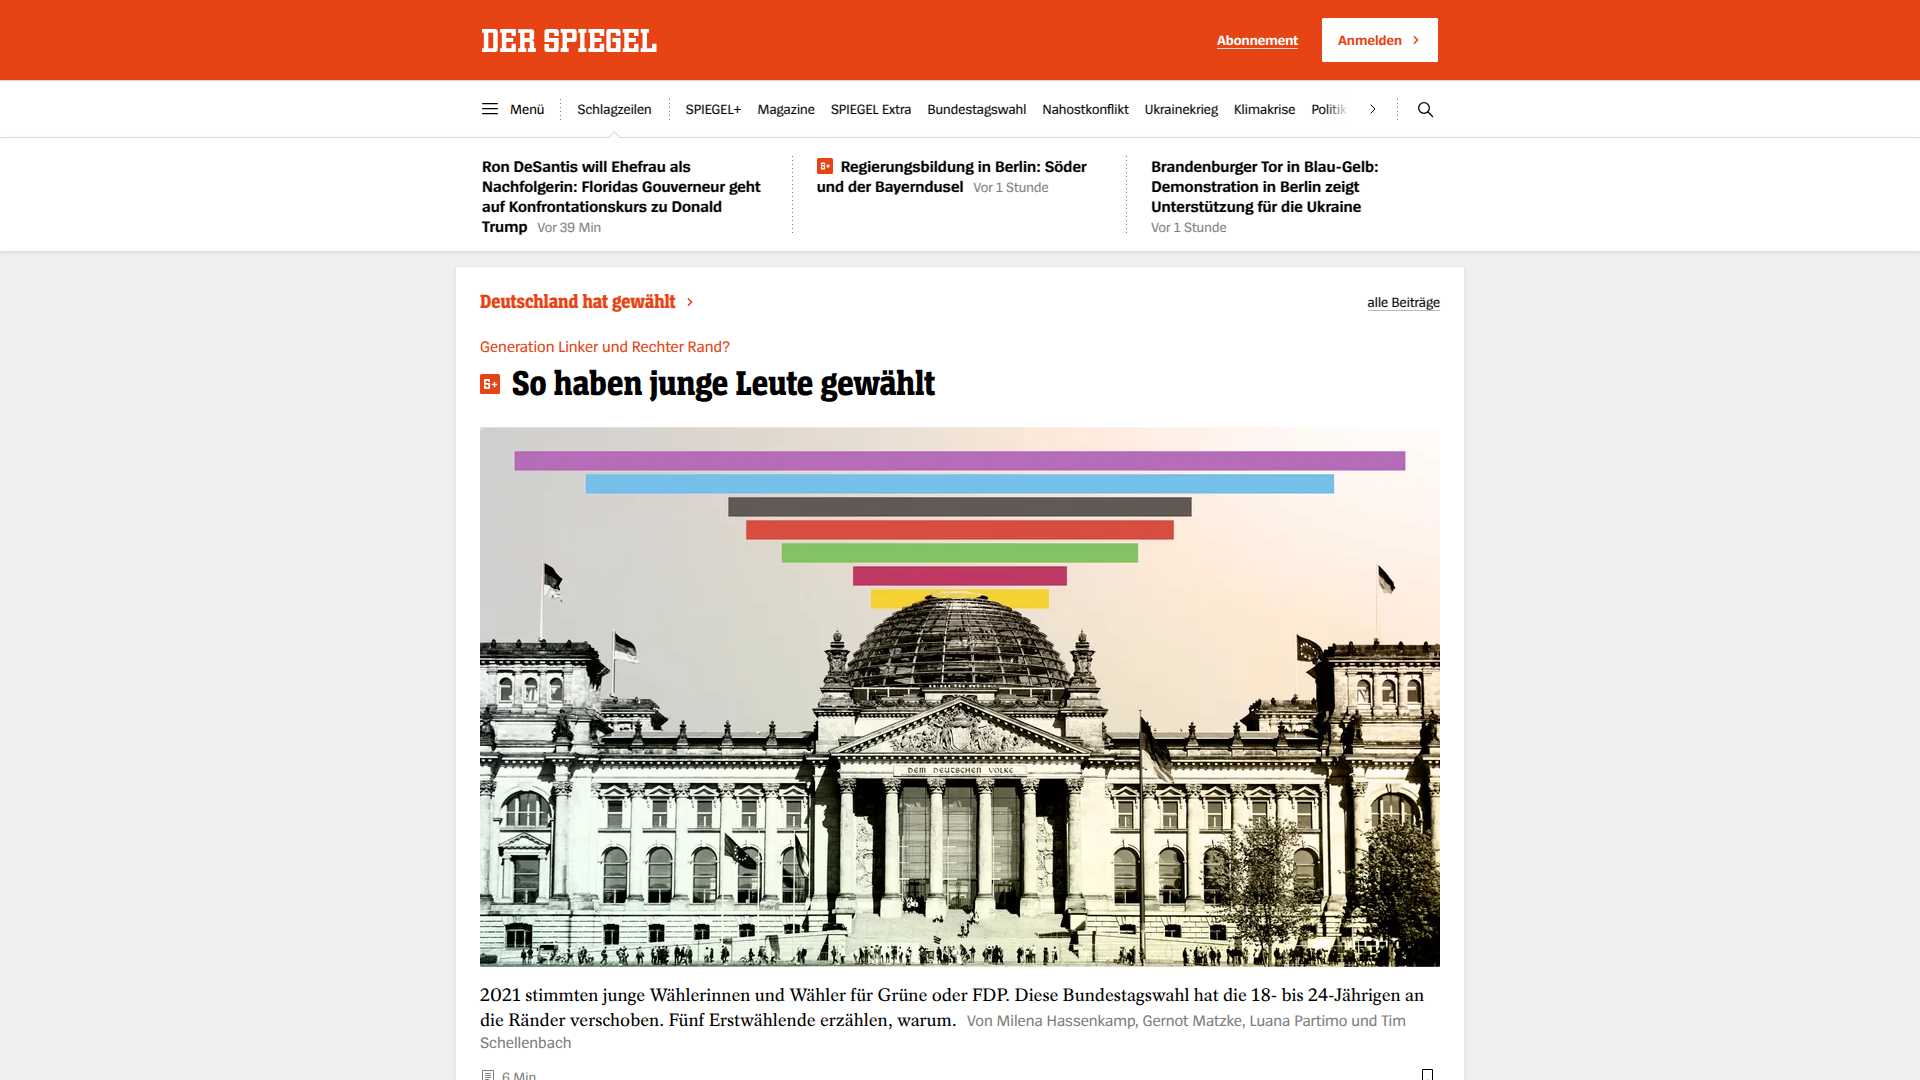 DER SPIEGEL
Abonnement
Anmelden
Menü
Schlagzeilen
SPIEGEL+
Magazine
SPIEGEL Extra
Bundestagswahl
Nahostkonflikt
Ukrainekrieg
Klimakrise
Politik
Ron DeSantis will Ehefrau als
Nachfolgerin: Floridas Gouverneur geht
auf Konfrontationskurs zu Donald
Trump Vor 39 Min
S+ Regierungsbildung in Berlin: Söder
und der Bayerndusel Vor 1 Stunde
Brandenburger Tor in Blau-Gelb:
Demonstration in Berlin zeigt
Unterstützung für die Ukraine
Vor 1 Stunde
Deutschland hat gewählt
alle Beiträge
Generation Linker und Rechter Rand?
S+ So haben junge Leute gewählt
DEM DEUTSCHEN VOLKE
2021 stimmten junge Wählerinnen und Wähler für Grüne oder FDP. Diese Bundestagswahl hat die 18- bis 24-Jährigen an
die Ränder verschoben. Fünf Erstwählende erzählen, warum. Von Milena Hassenkamp, Gernot Matzke, Luana Partimo und Tim
Schellenbach
6 Min